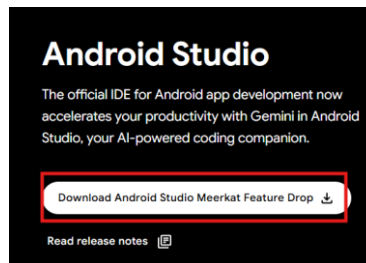 Android Studio
The official IDE for Android app development now
accelerates your productivity with Gemini in Android
Studio, your AI-powered coding companion.
Download Android Studio Meerkat Feature Drop
Read release notes